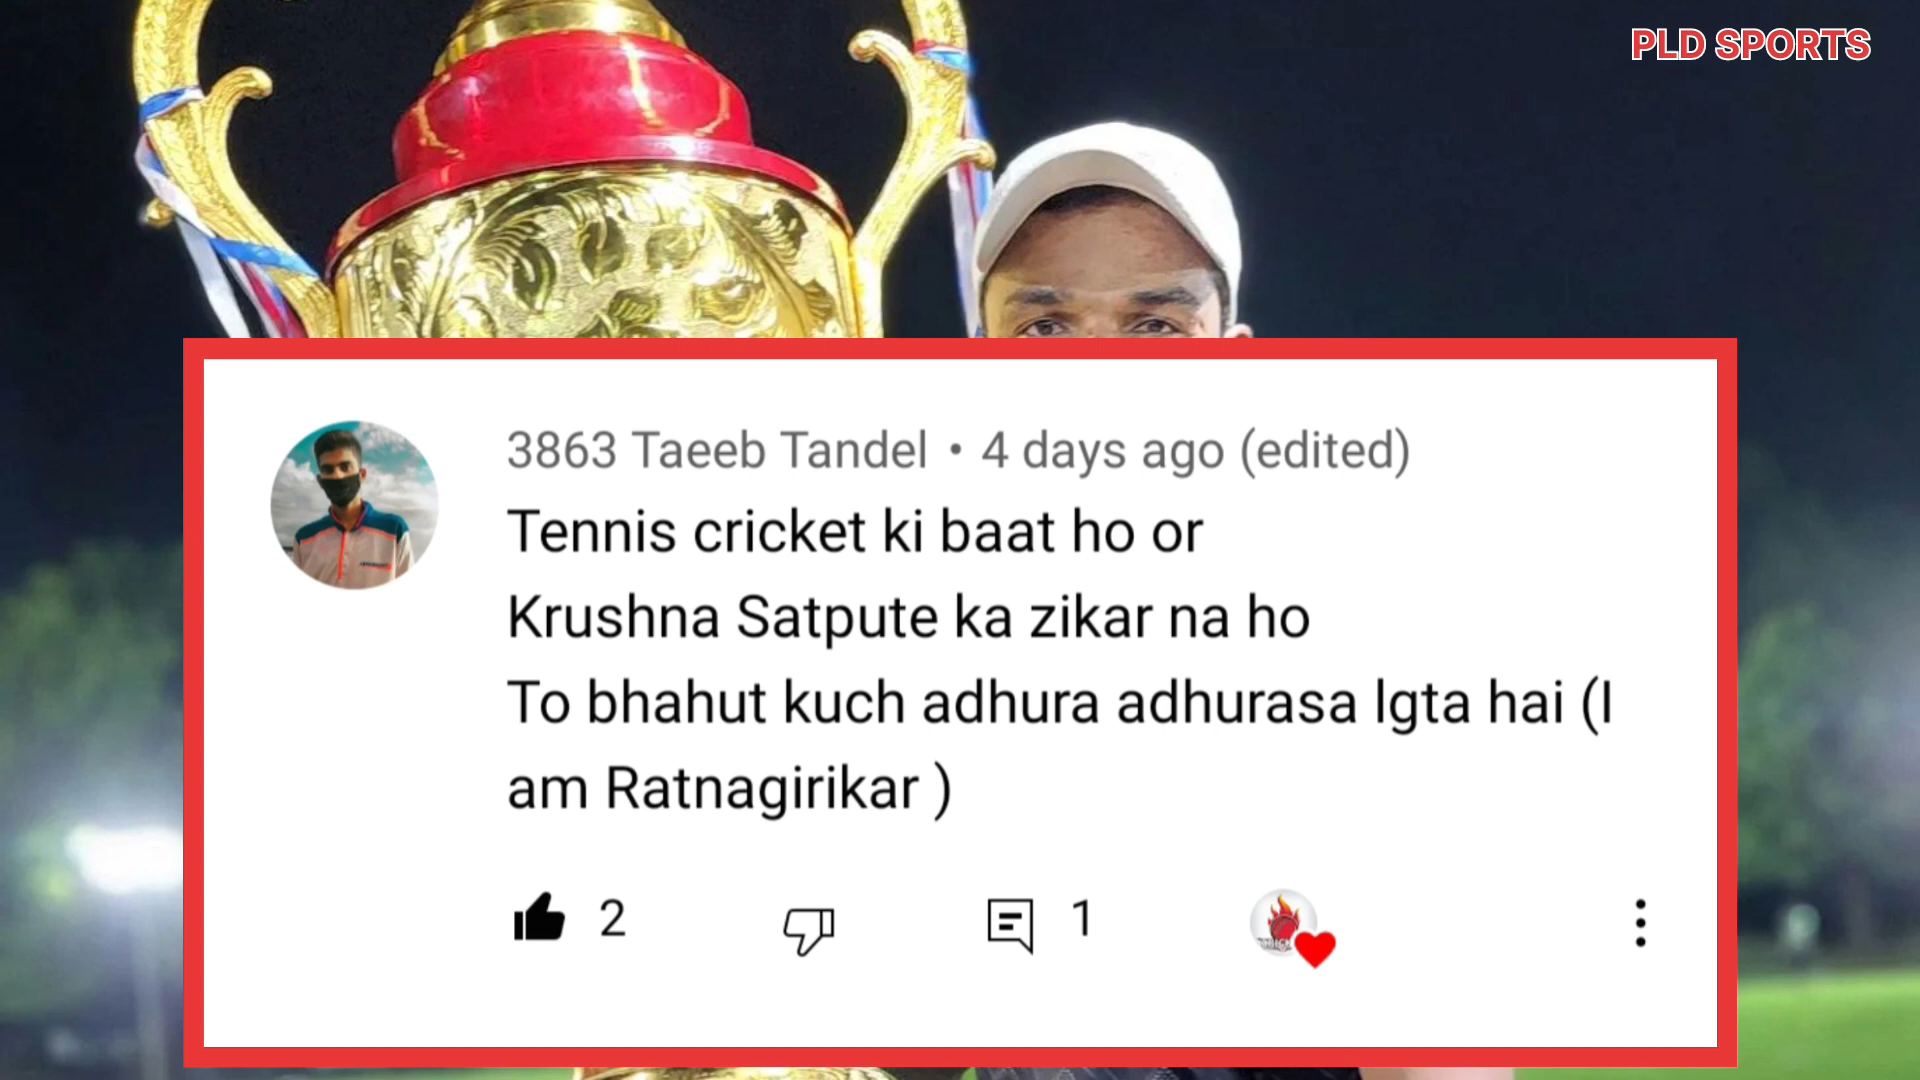 PLD SPORTS
3863 Taeeb Tandel • 4 days ago (edited)
Tennis cricket ki baat ho or
Krushna Satpute ka zikar na ho
To bhahut kuch adhura adhurasa lgta hai (I
am Ratnagirikar )
2
1